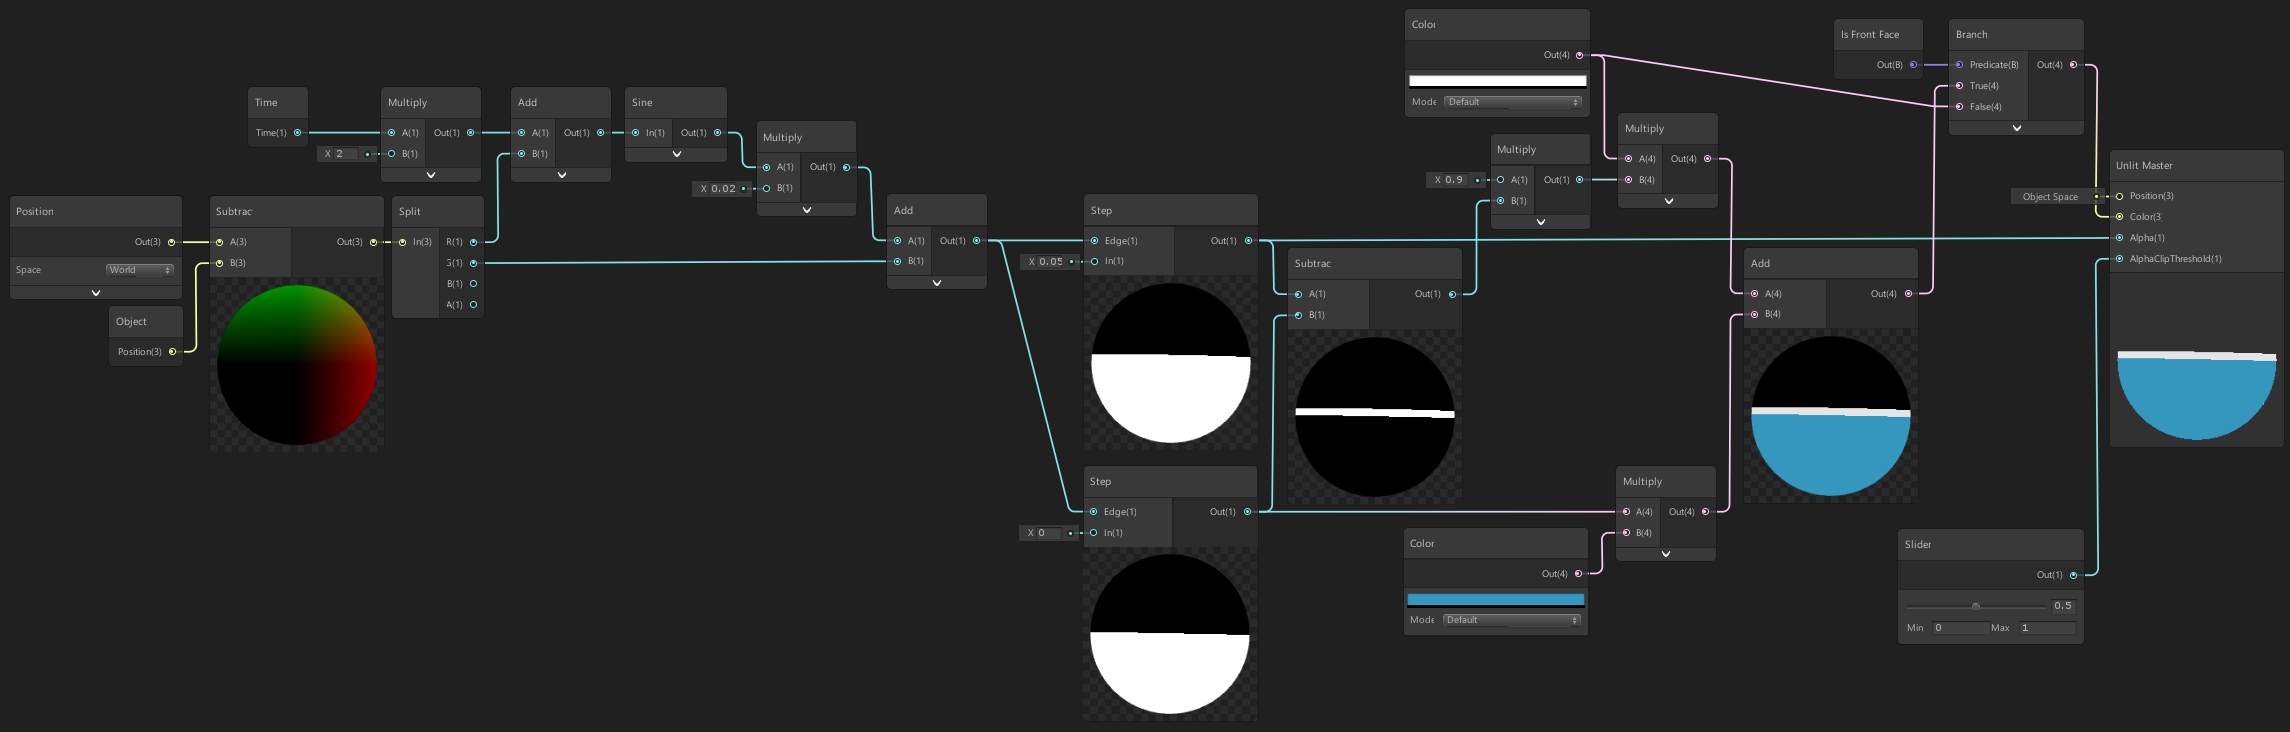 Time
Time(1)
X 2
Multiply
A(1) Out(1)
B(1)
Add
A(1) Out(1)
B(1)
Sine
In(1) Out(1)
Multiply
A(1) Out(1)
X 0.02 B(1)
Position
Out(3)
Space World
Object
Position(3)
Subtrac
A(3) Out(3)
B(3)
Split
In(3) R(1)
G(1)
B(1)
A(1)
Add
A(1) Out(1)
B(1)
Step
Edge(1) Out(1)
X 0.05 In(1)
Step
Edge(1) Out(1)
X 0 In(1)
Subtrac
A(1) Out(1)
B(1)
Color
Out(4)
Mode Default
Multiply
X 0.9 A(1) Out(1)
B(1)
Multiply
A(4) Out(4)
B(4)
Color
Out(4)
Mode Default
Multiply
A(4) Out(4)
B(4)
Add
A(4) Out(4)
B(4)
Is Front Face
Out(B)
Branch
Predicate(B) Out(4)
True(4)
False(4)
Slider
Out(1)
0.5
Min 0 Max 1
Unlit Master
Object Space Position(3)
Color(3)
Alpha(1)
AlphaClipThreshold(1)